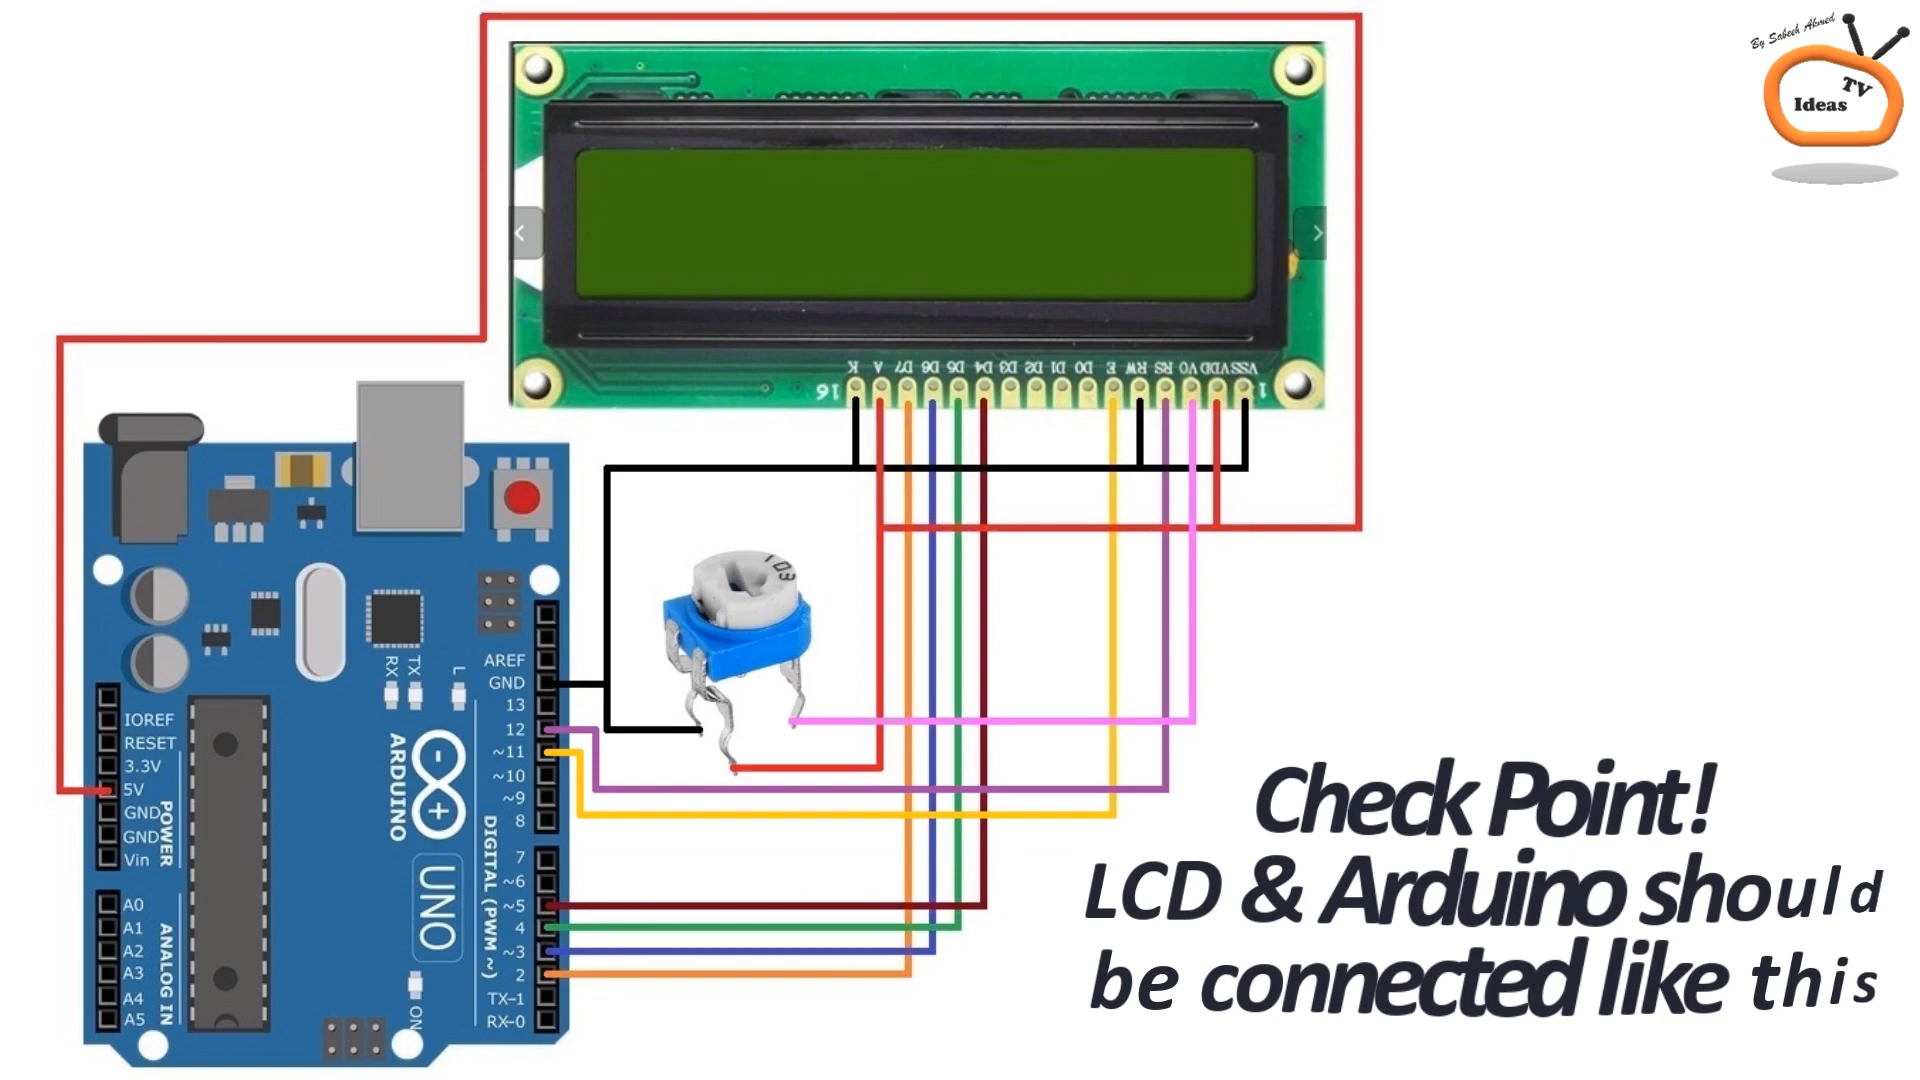 By Sabeeh Ahmed
Ideas TV
K A D7 D6 D5 D4 D3 D2 D1 D0 E RW RS V0 VDD VSS
16 1
103
RX TX L
AREF
GND
13
12
~11
~10
~9
8
7
~6
~5
4
~3
2
TX-1
RX-0
DIGITAL (PWM ~)
IOREF
RESET
3.3V
5V
GND
GND
Vin
POWER
A0
A1
A2
A3
A4
A5
ANALOG IN
ARDUINO
UNO
ON
Check Point!
LCD & Arduino should
be connected like this